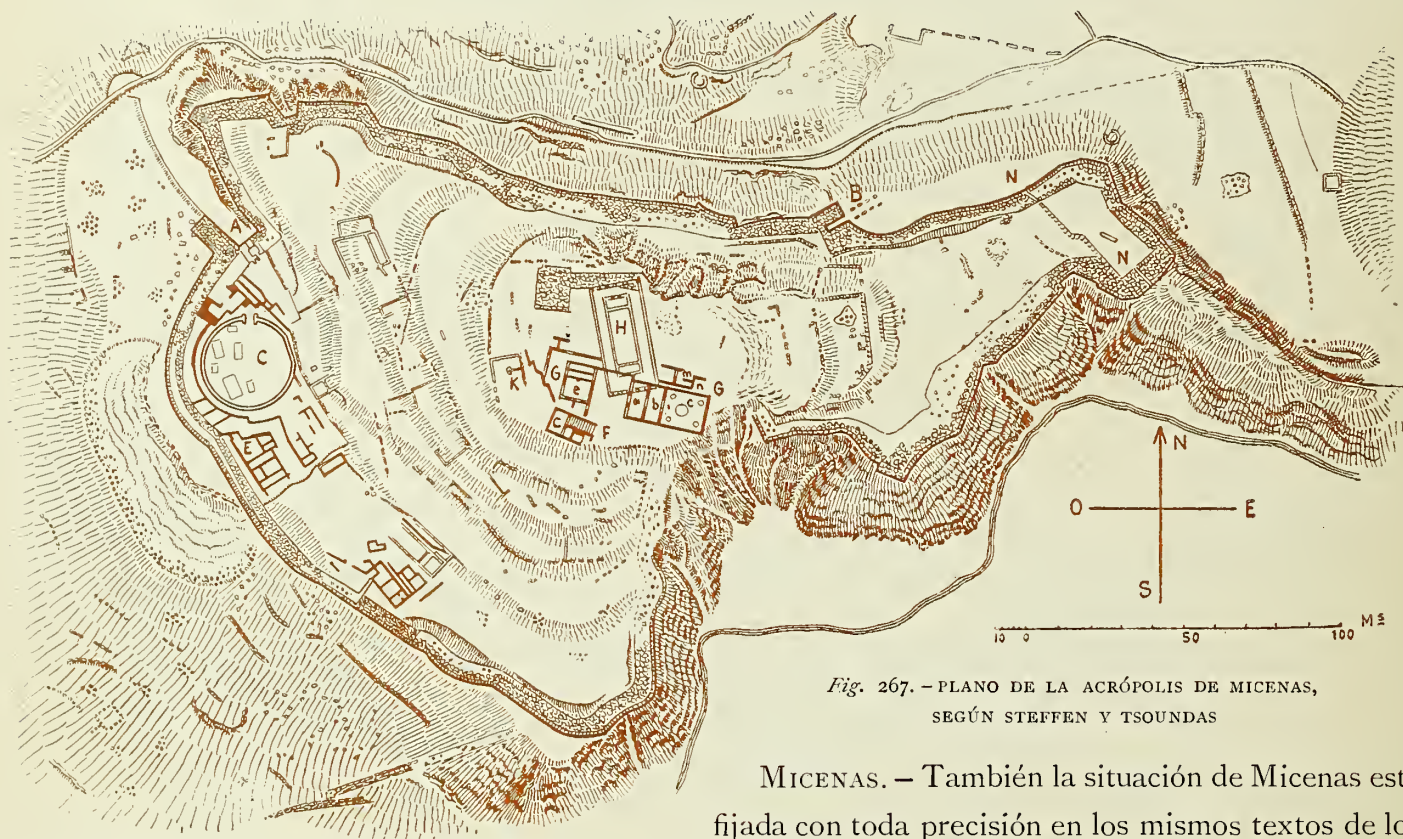 N
B
N
A
N
H
C
K
G
e
a b c
G
C F
E
N
O E
S
10 0 50 100 Mˢ
Fig. 267. – PLANO DE LA ACRÓPOLIS DE MICENAS,
SEGÚN STEFFEN Y TSOUNDAS
MICENAS. – También la situación de Micenas est
fijada con toda precisión en los mismos textos de lo